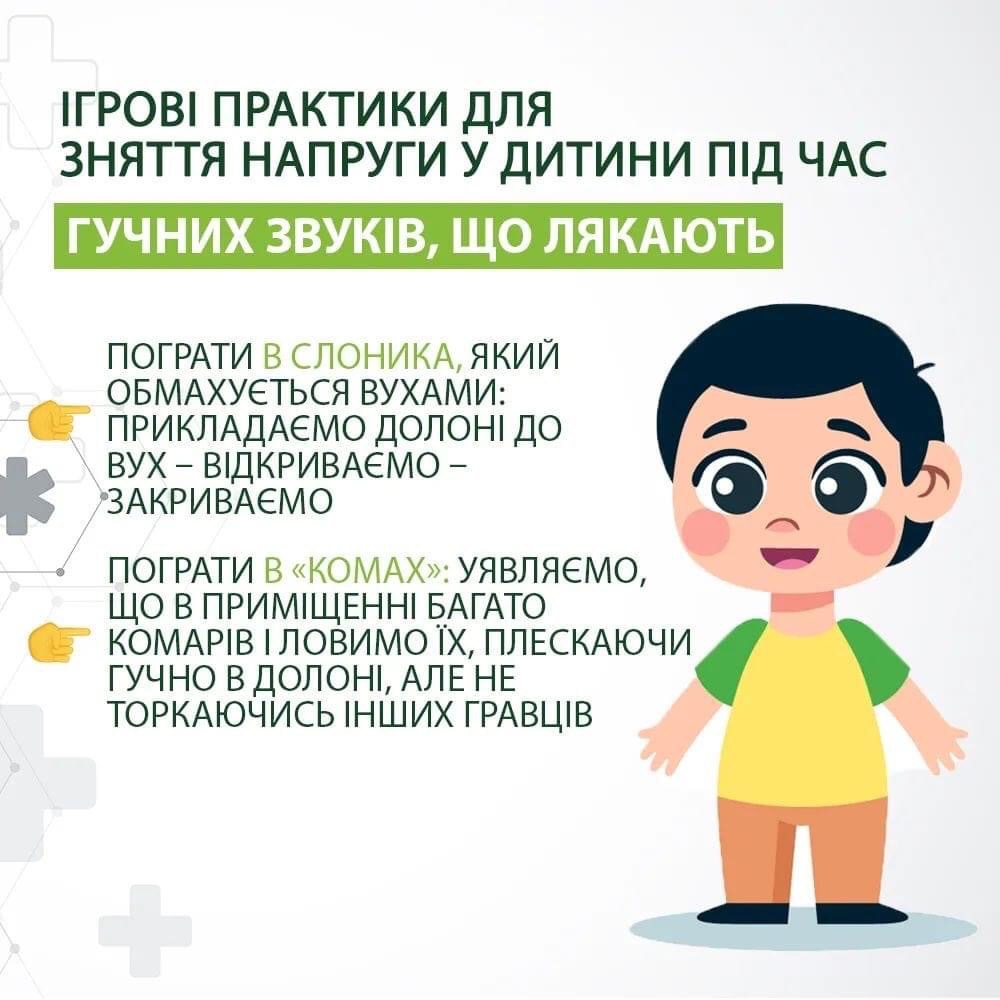 ІГРОВІ ПРАКТИКИ ДЛЯ
ЗНЯТТЯ НАПРУГИ У ДИТИНИ ПІД ЧАС
ГУЧНИХ ЗВУКІВ, ЩО ЛЯКАЮТЬ
ПОГРАТИ В СЛОНИКА, ЯКИЙ
ОБМАХУЄТЬСЯ ВУХАМИ:
ПРИКЛАДАЄМО ДОЛОНІ ДО
ВУХ – ВІДКРИВАЄМО –
ЗАКРИВАЄМО
ПОГРАТИ В «КОМАХ»: УЯВЛЯЄМО,
ЩО В ПРИМІЩЕННІ БАГАТО
КОМАРІВ І ЛОВИМО ЇХ, ПЛЕСКАЮЧИ
ГУЧНО В ДОЛОНІ, АЛЕ НЕ
ТОРКАЮЧИСЬ ІНШИХ ГРАВЦІВ